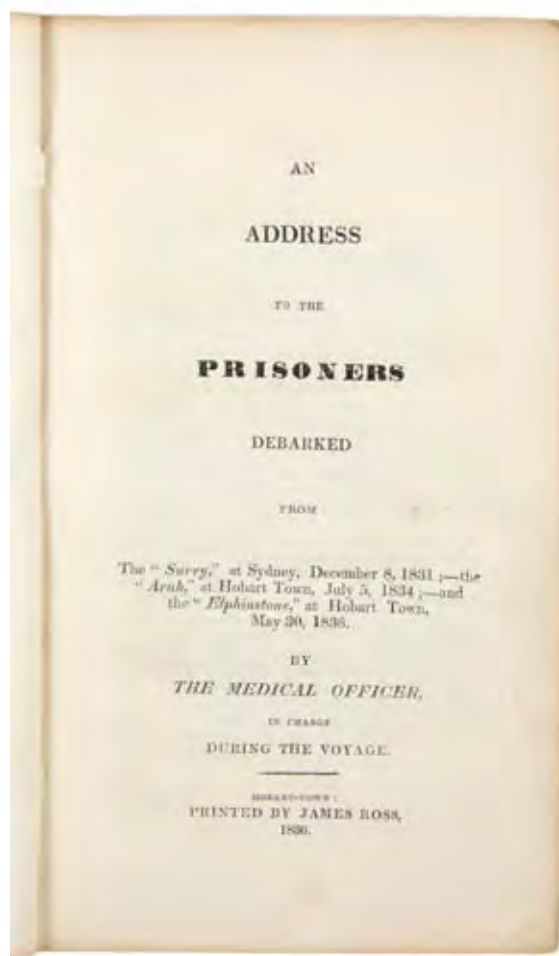 AN
ADDRESS
TO THE
PRISONERS
DEBARKED
FROM
The "Surry," at Sydney, December 8, 1831 ;—the
"Arab," at Hobart Town, July 5, 1834 ;—and
the "Elphinstone," at Hobart Town,
May 30, 1836.
BY
THE MEDICAL OFFICER,
IN CHARGE
DURING THE VOYAGE.
HOBART-TOWN:
PRINTED BY JAMES ROSS,
1836.